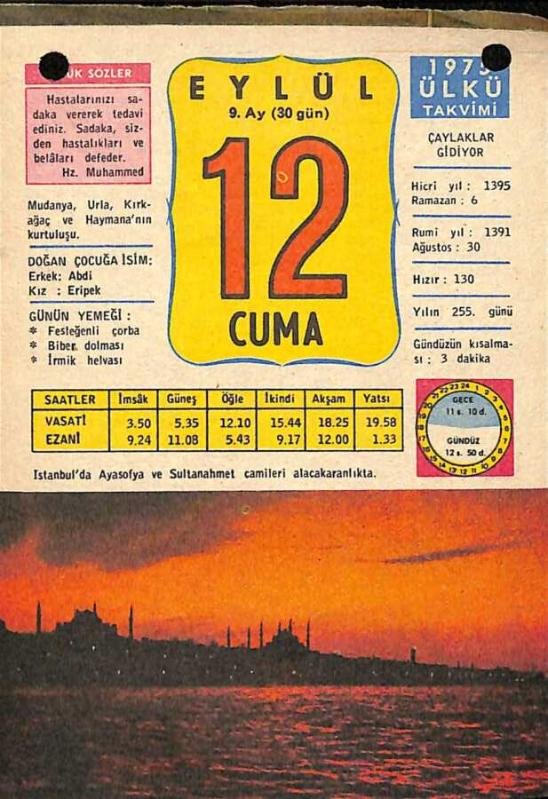 SÖZLER
Hastalarınızı sa-
daka vererek tedavi
ediniz. Sadaka, siz-
den hastalıkları ve
belâları defeder.
Hz. Muhammed
Mudanya, Urla, Kırk-
ağaç ve Haymana'nın
kurtuluşu.
DOĞAN ÇOCUĞA İSİM:
Erkek: Abdi
Kız : Eripek
GÜNÜN YEMEĞİ :
* Fesleğenli çorba
* Biber dolması
* İrmik helvası
EYLÜL
9. Ay (30 gün)
12
CUMA
1975
ÜLKÜ
TAKVİMİ
ÇAYLAKLAR
GİDİYOR
Hicri yıl : 1395
Ramazan : 6
Rumi yıl : 1391
Ağustos : 30
Hızır : 130
Yılın 255. günü
Gündüzün kısalma-
sı : 3 dakika
SAATLER İmsâk Güneş Öğle İkindi Akşam Yatsı
VASATİ 3.50 5.35 12.10 15.44 18.25 19.58
EZANİ 9.24 11.08 5.43 9.17 12.00 1.33
GECE
11 s. 10 d.
GÜNDÜZ
12 s. 50 d.
İstanbul'da Ayasofya ve Sultanahmet camileri alacakaranlıkta.